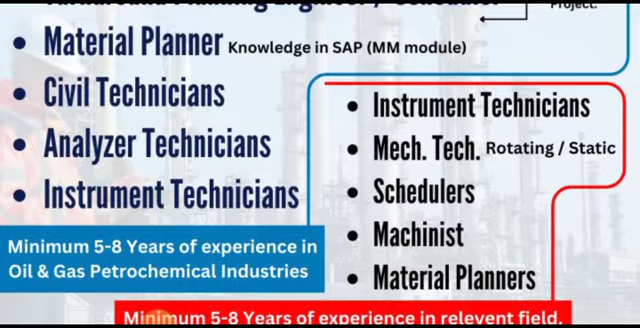 Project.
• Material Planner Knowledge in SAP (MM module)
• Civil Technicians
• Analyzer Technicians
• Instrument Technicians
Minimum 5-8 Years of experience in
Oil & Gas Petrochemical Industries
• Instrument Technicians
• Mech. Tech. Rotating / Static
• Schedulers
• Machinist
• Material Planners
Minimum 5-8 Years of experience in relevent field.